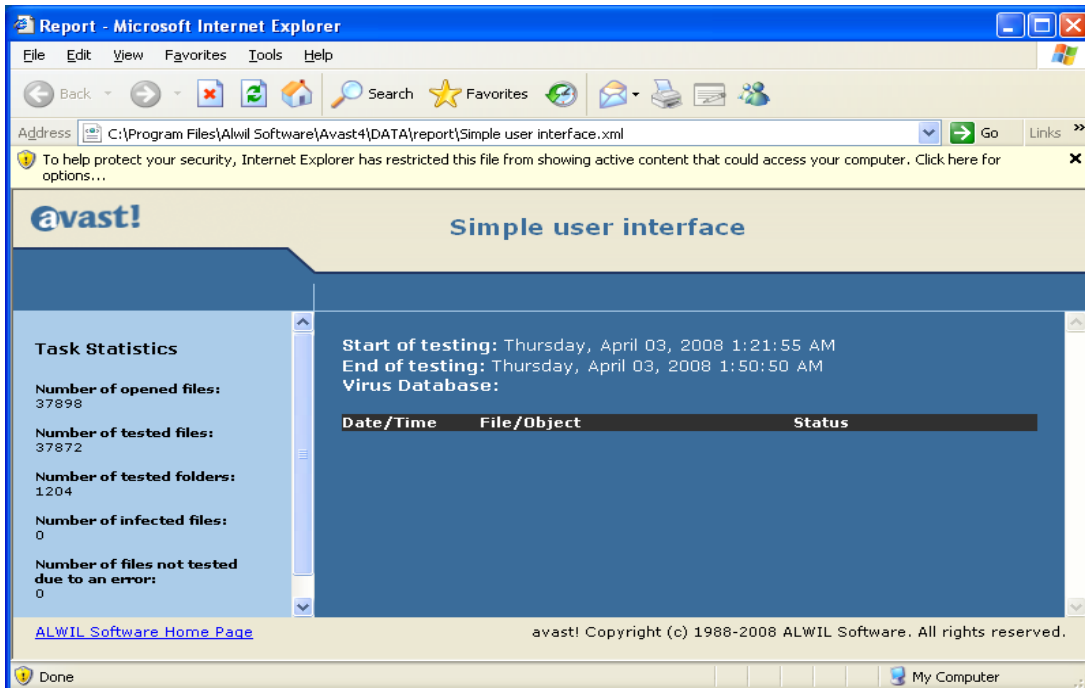 Report - Microsoft Internet Explorer
File Edit View Favorites Tools Help
Back Search Favorites
Address C:\Program Files\Alwil Software\Avast4\DATA\report\Simple user interface.xml Go Links »
To help protect your security, Internet Explorer has restricted this file from showing active content that could access your computer. Click here for
options...
avast!
Simple user interface
Task Statistics
Number of opened files:
37898
Number of tested files:
37872
Number of tested folders:
1204
Number of infected files:
0
Number of files not tested
due to an error:
0
Start of testing: Thursday, April 03, 2008 1:21:55 AM
End of testing: Thursday, April 03, 2008 1:50:50 AM
Virus Database:
Date/Time File/Object Status
ALWIL Software Home Page
avast! Copyright (c) 1988-2008 ALWIL Software. All rights reserved.
Done My Computer